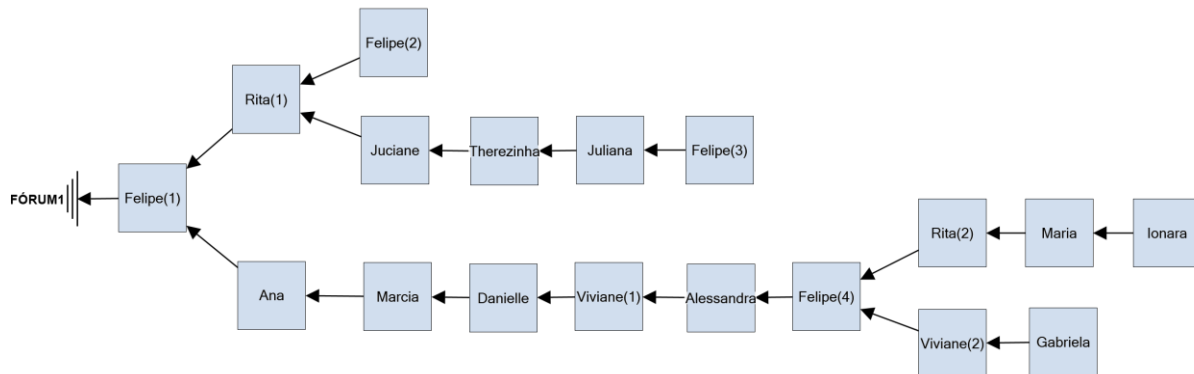 Felipe(2)
Rita(1)
Juciane
Therezinha
Juliana
Felipe(3)
FÓRUM1
Felipe(1)
Rita(2)
Maria
Ionara
Ana
Marcia
Danielle
Viviane(1)
Alessandra
Felipe(4)
Viviane(2)
Gabriela